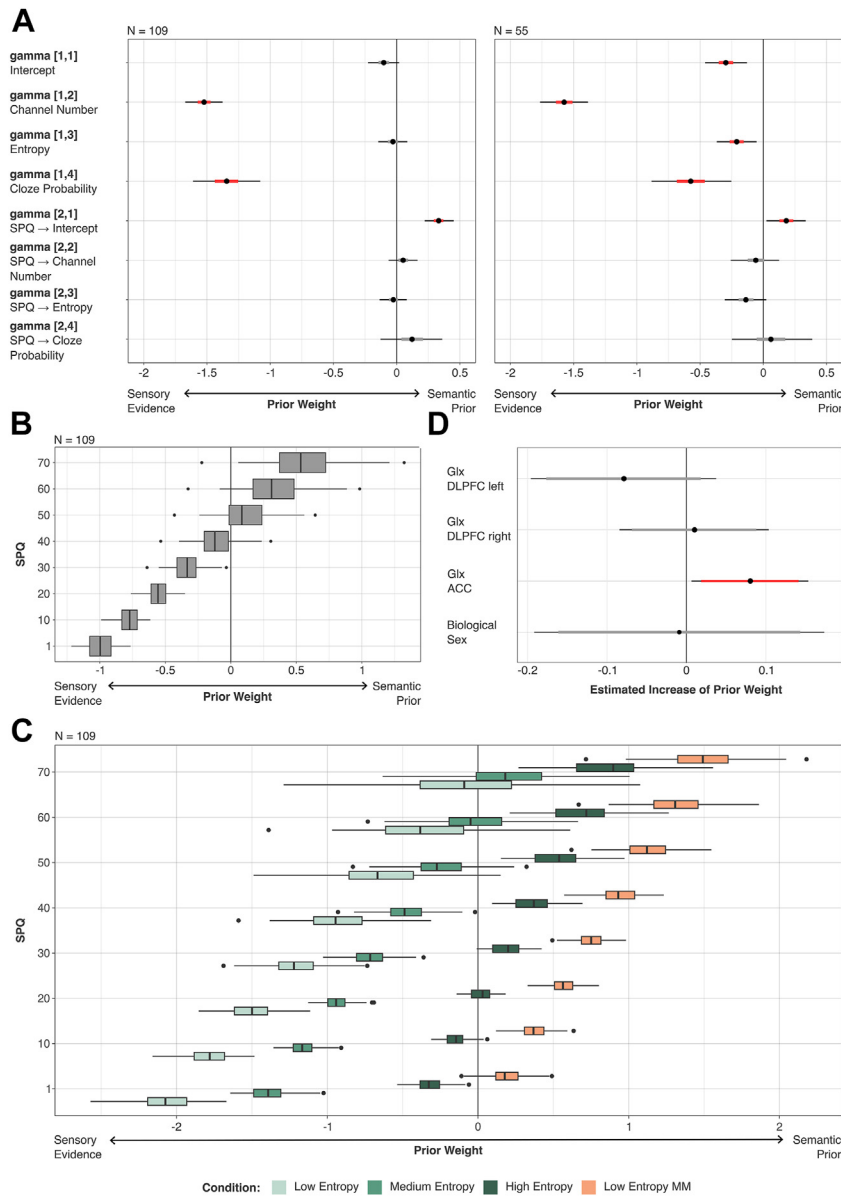 A
N = 109
N = 55
gamma [1,1]
Intercept
gamma [1,2]
Channel Number
gamma [1,3]
Entropy
gamma [1,4]
Cloze Probability
gamma [2,1]
SPQ → Intercept
gamma [2,2]
SPQ → Channel
Number
gamma [2,3]
SPQ → Entropy
gamma [2,4]
SPQ → Cloze
Probability
-2 -1.5 -1 -0.5 0 0.5
-2 -1.5 -1 -0.5 0 0.5
Sensory
Evidence
Prior Weight
Semantic
Prior
Sensory
Evidence
Prior Weight
Semantic
Prior
B
N = 109
SPQ
70
60
50
40
30
20
10
1
-1 -0.5 0 0.5 1
Sensory
Evidence
Prior Weight
Semantic
Prior
D
Glx
DLPFC left
Glx
DLPFC right
Glx
ACC
Biological
Sex
-0.2 -0.1 0 0.1
Estimated Increase of Prior Weight
C
N = 109
SPQ
70
60
50
40
30
20
10
1
-2 -1 0 1 2
Sensory
Evidence
Prior Weight
Semantic
Prior
Condition: Low Entropy Medium Entropy High Entropy Low Entropy MM